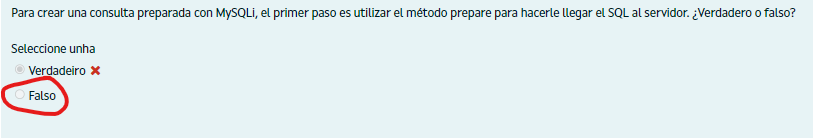 Para crear una consulta preparada con MySQLi, el primer paso es utilizar el método prepare para hacerle llegar el SQL al servidor. ¿Verdadero o falso?
Seleccione unha
Verdadeiro
Falso